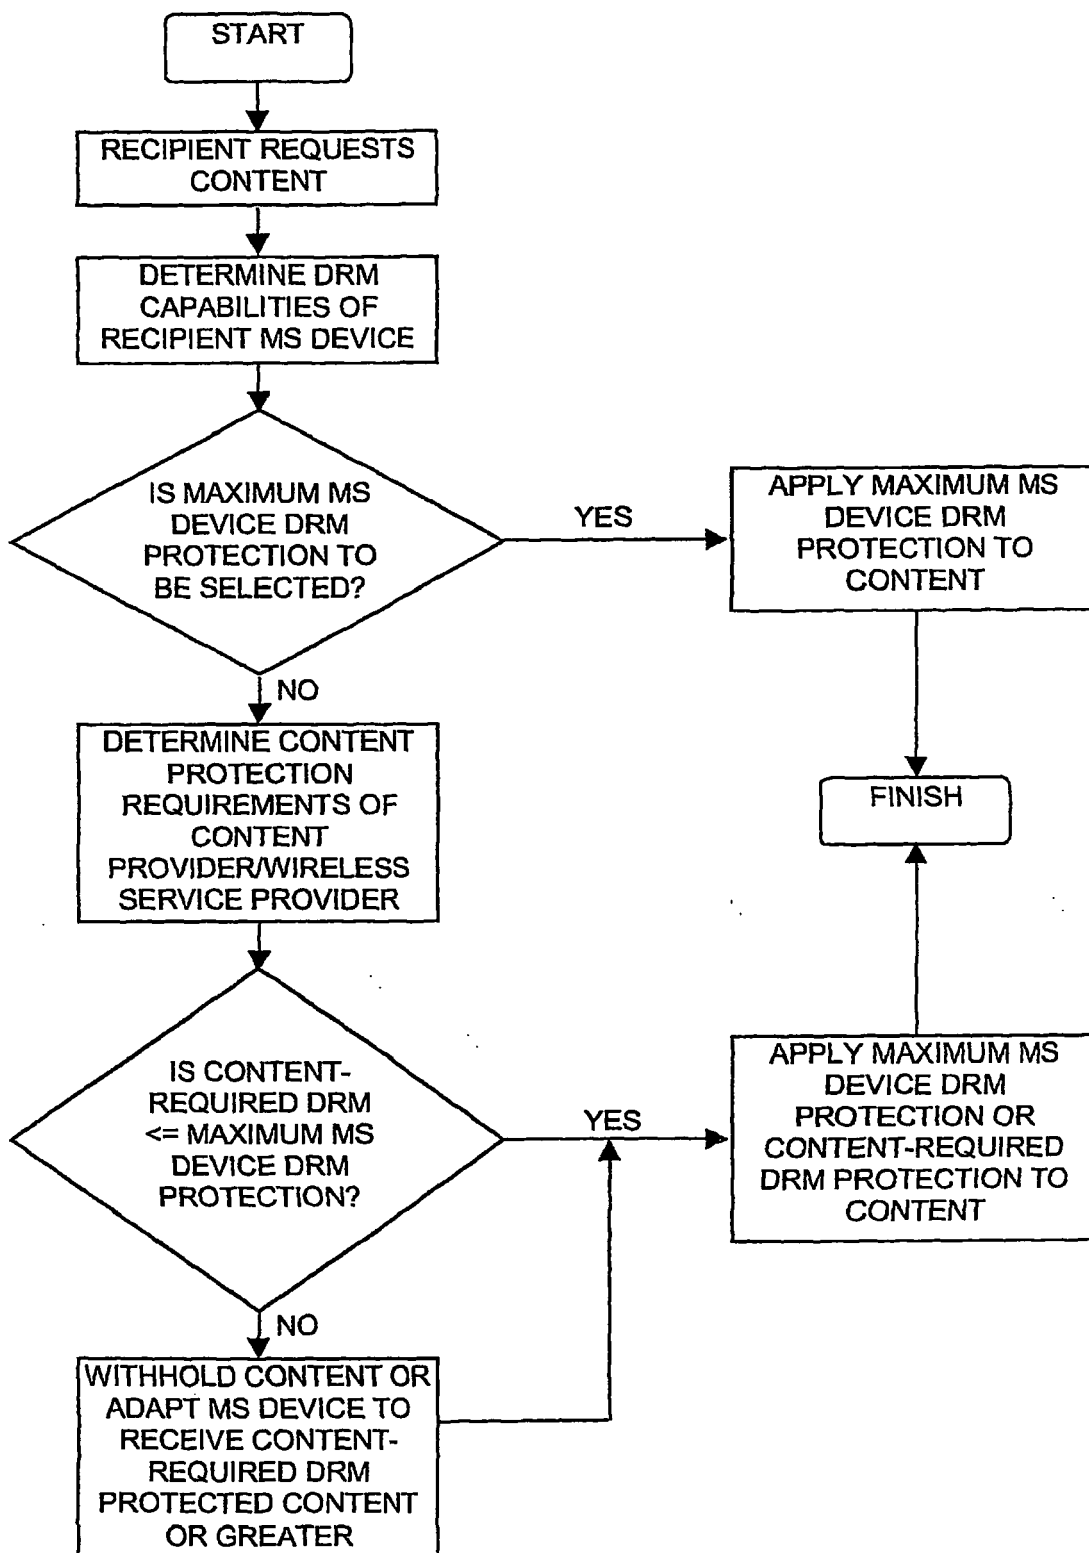 START
RECIPIENT REQUESTS
CONTENT
DETERMINE DRM
CAPABILITIES OF
RECIPIENT MS DEVICE
IS MAXIMUM MS
DEVICE DRM
PROTECTION TO
BE SELECTED?
YES
APPLY MAXIMUM MS
DEVICE DRM
PROTECTION TO
CONTENT
NO
DETERMINE CONTENT
PROTECTION
REQUIREMENTS OF
CONTENT
PROVIDER/WIRELESS
SERVICE PROVIDER
FINISH
IS CONTENT-
REQUIRED DRM
<= MAXIMUM MS
DEVICE DRM
PROTECTION?
YES
APPLY MAXIMUM MS
DEVICE DRM
PROTECTION OR
CONTENT-REQUIRED
DRM PROTECTION TO
CONTENT
NO
WITHHOLD CONTENT OR
ADAPT MS DEVICE TO
RECEIVE CONTENT-
REQUIRED DRM
PROTECTED CONTENT
OR GREATER